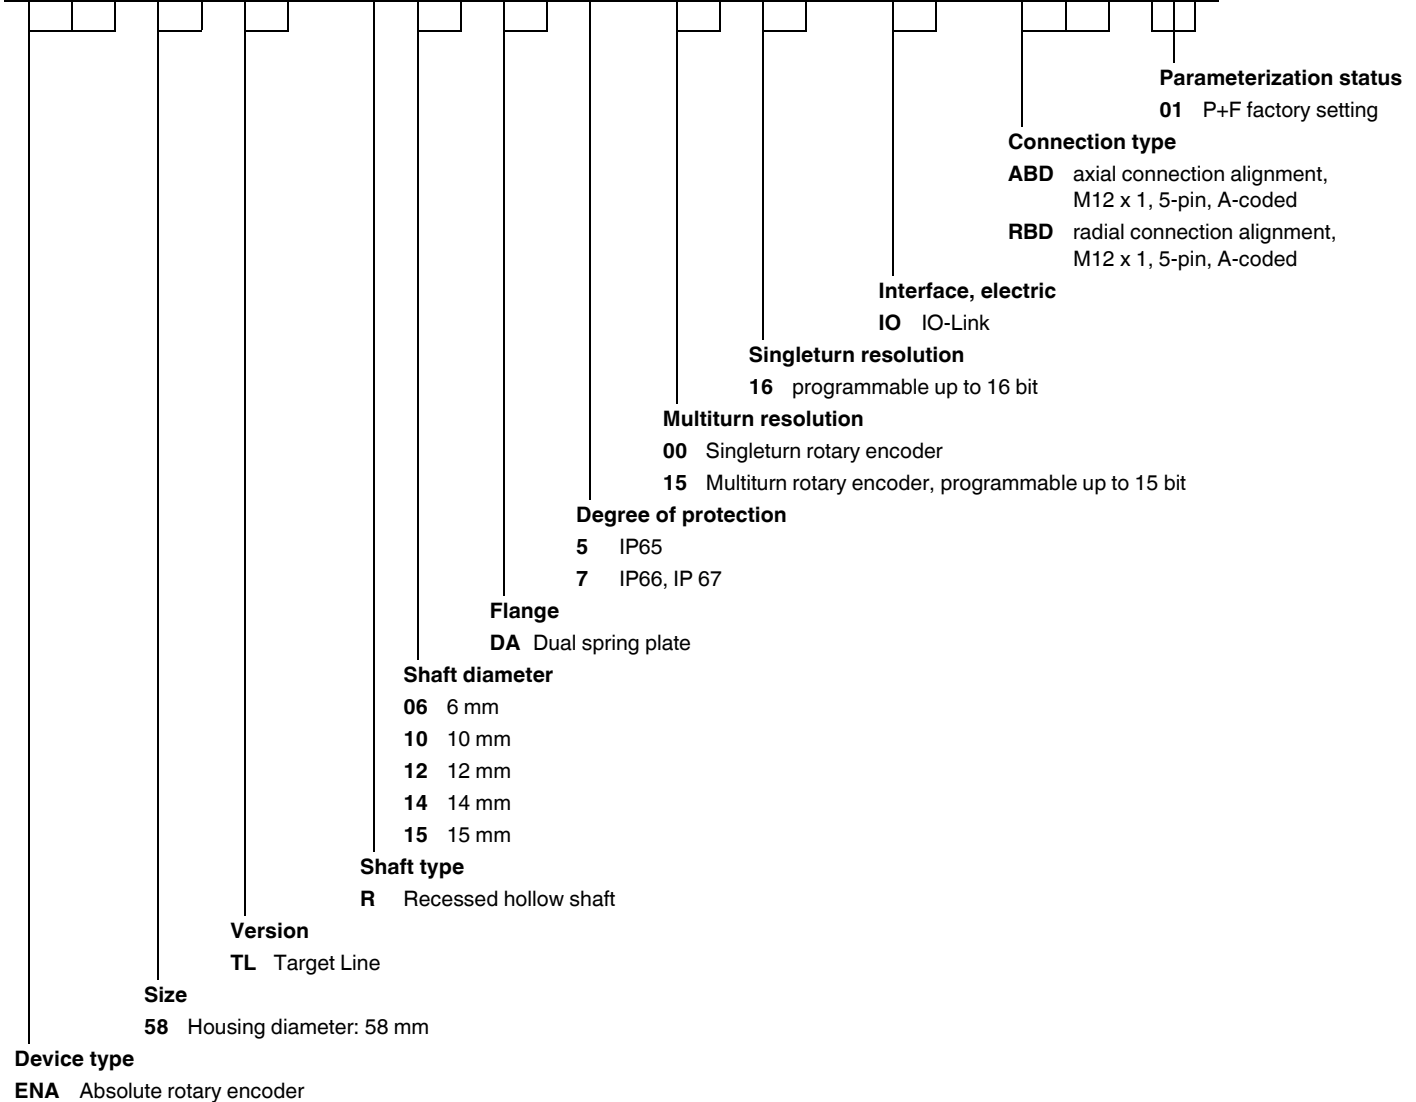 Parameterization status
01 P+F factory setting
Connection type
ABD axial connection alignment,
M12 x 1, 5-pin, A-coded
RBD radial connection alignment,
M12 x 1, 5-pin, A-coded
Interface, electric
IO IO-Link
Singleturn resolution
16 programmable up to 16 bit
Multiturn resolution
00 Singleturn rotary encoder
15 Multiturn rotary encoder, programmable up to 15 bit
Degree of protection
5 IP65
7 IP66, IP 67
Flange
DA Dual spring plate
Shaft diameter
06 6 mm
10 10 mm
12 12 mm
14 14 mm
15 15 mm
Shaft type
R Recessed hollow shaft
Version
TL Target Line
Size
58 Housing diameter: 58 mm
Device type
ENA Absolute rotary encoder